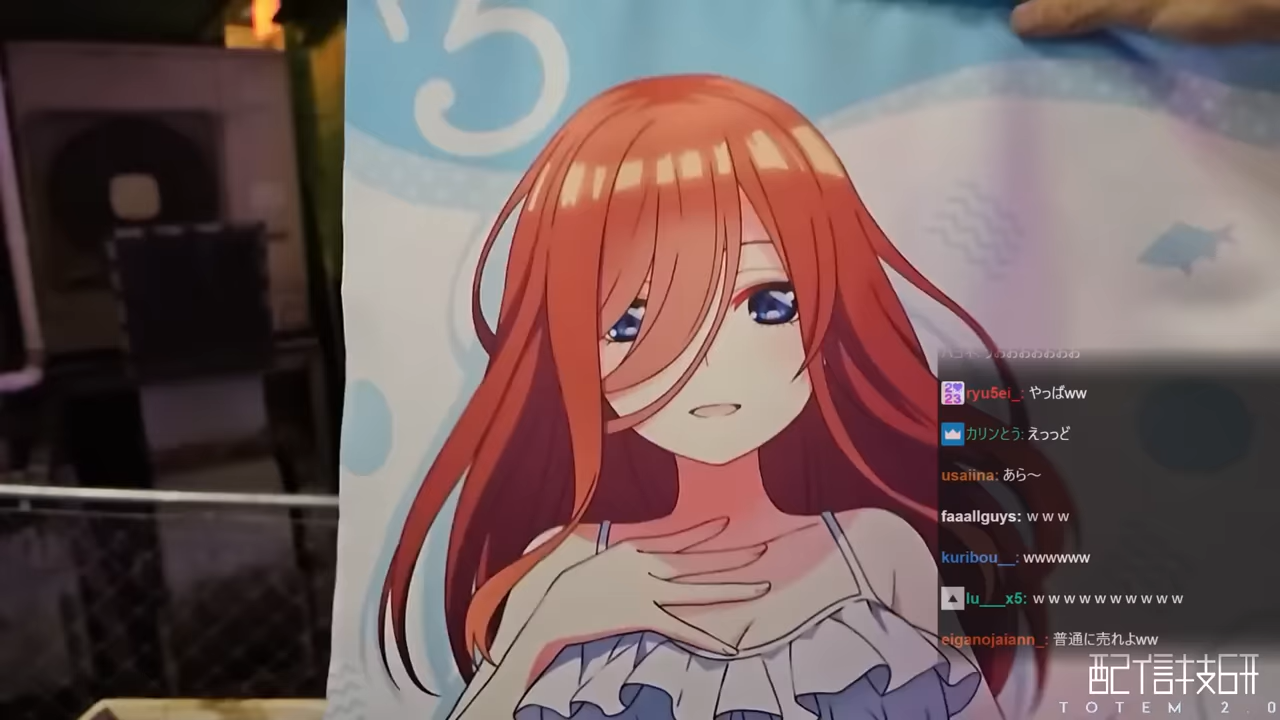 '5
ryu5ei_: やっぱww
カリンとう: えっっど
usaiina: あら〜
faaallguys: w w w
kuribou__: wwwwww
lu___x5: w w w w w w w w w w
eiganojaiann_: 普通に売れよww
配信技研
TOTEM 2.0